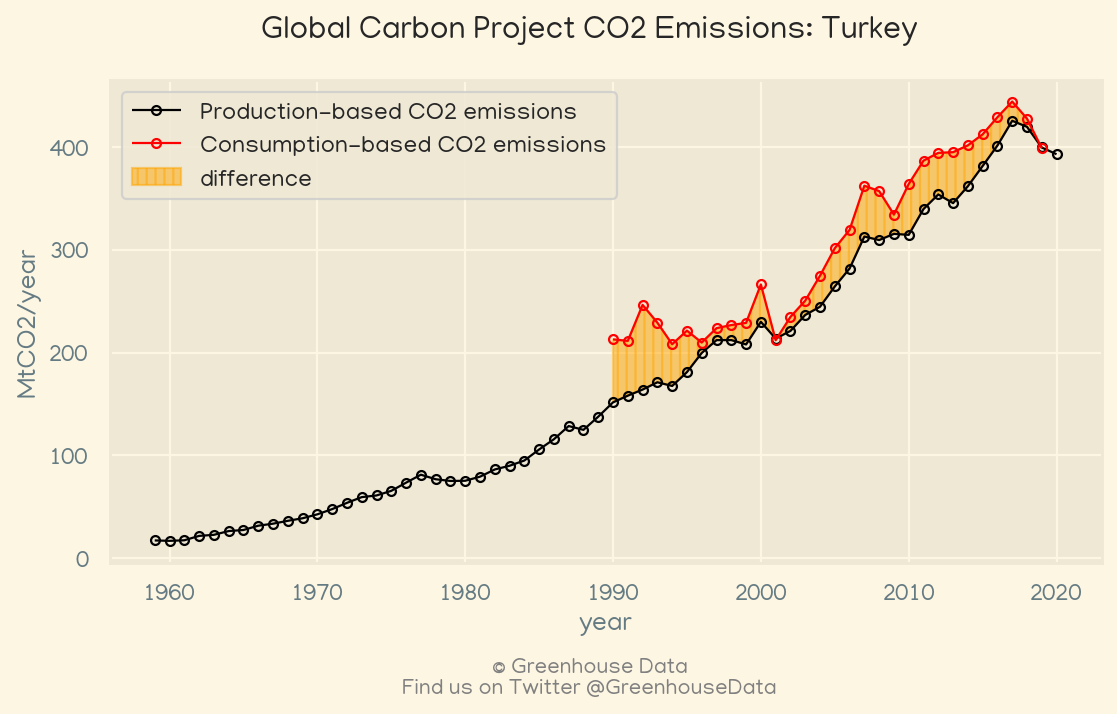 Global Carbon Project CO2 Emissions: Turkey
Production-based CO2 emissions
Consumption-based CO2 emissions
difference
MtCO2/year
400
300
200
100
0
1960 1970 1980 1990 2000 2010 2020
year
© Greenhouse Data
Find us on Twitter @GreenhouseData